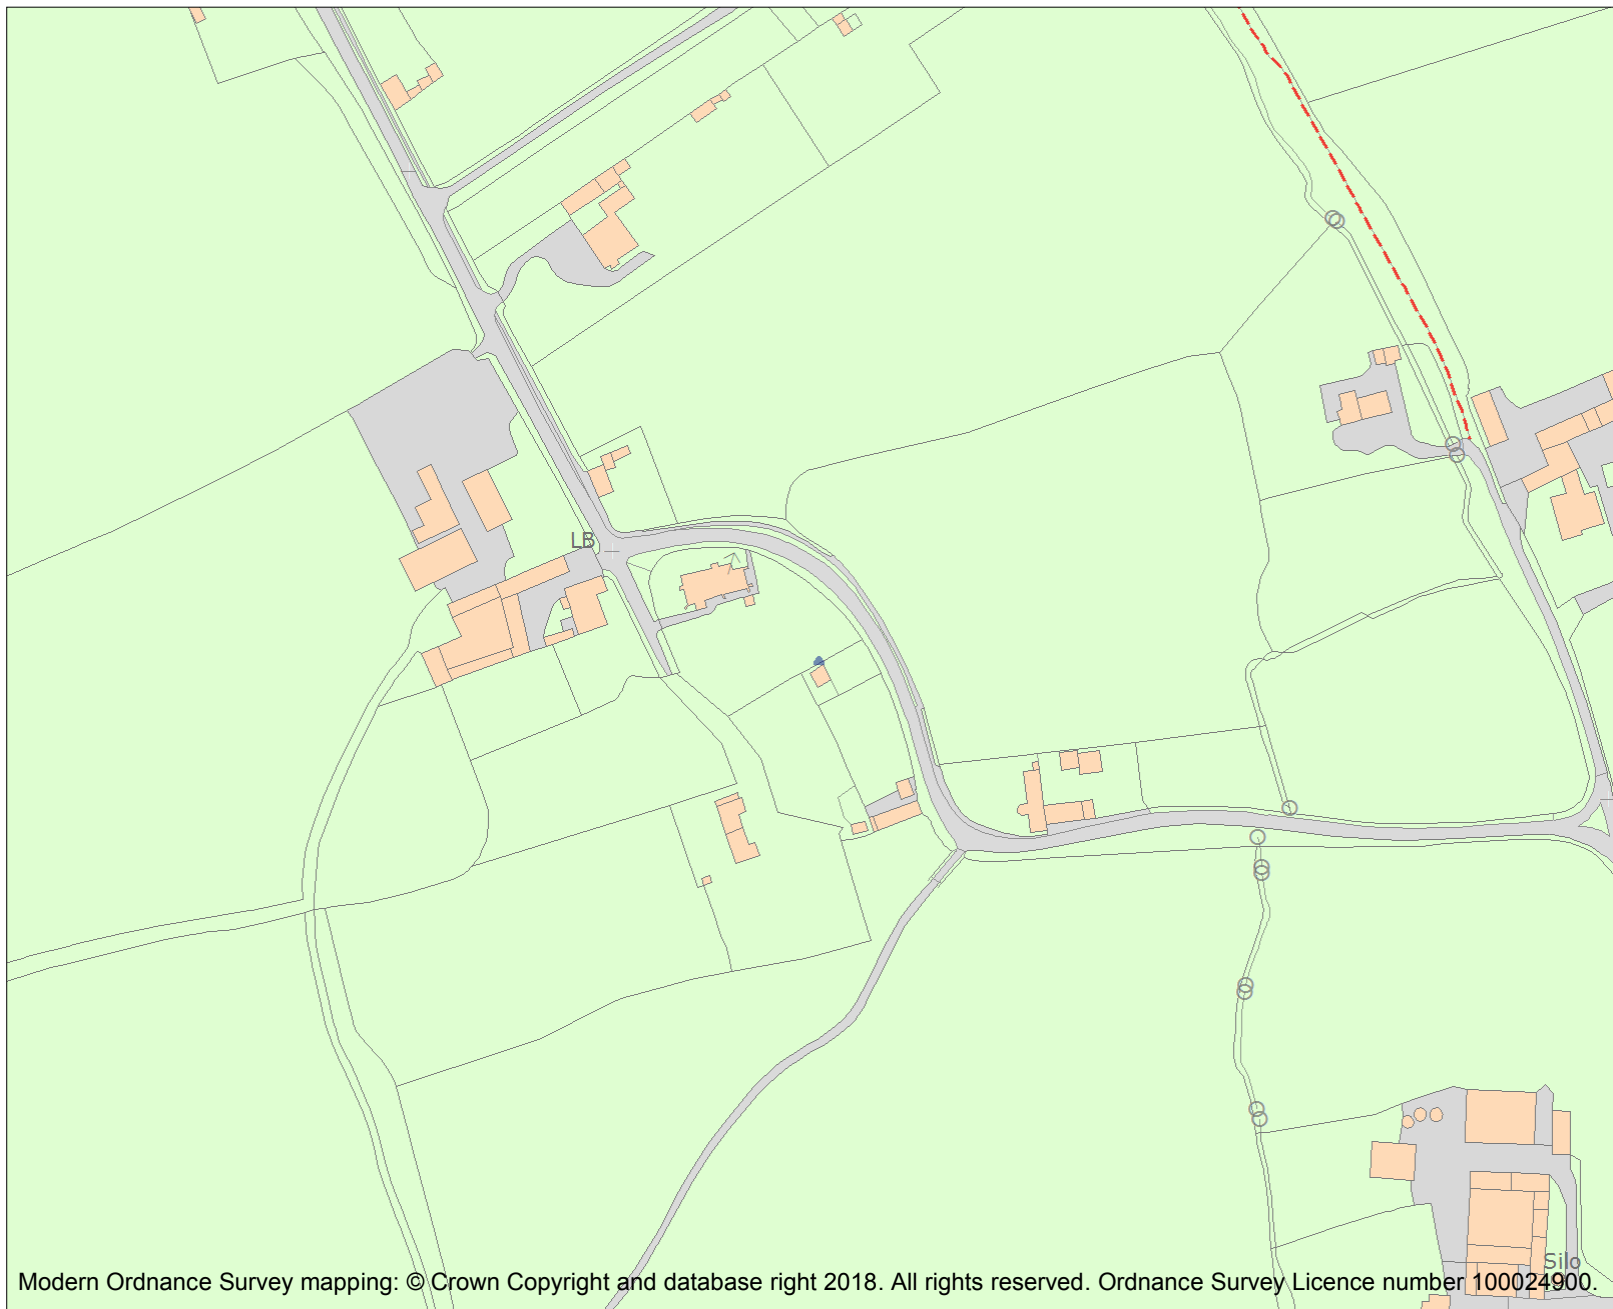 LB
Silo
Modern Ordnance Survey mapping: © Crown Copyright and database right 2018. All rights reserved. Ordnance Survey Licence number 100024900.